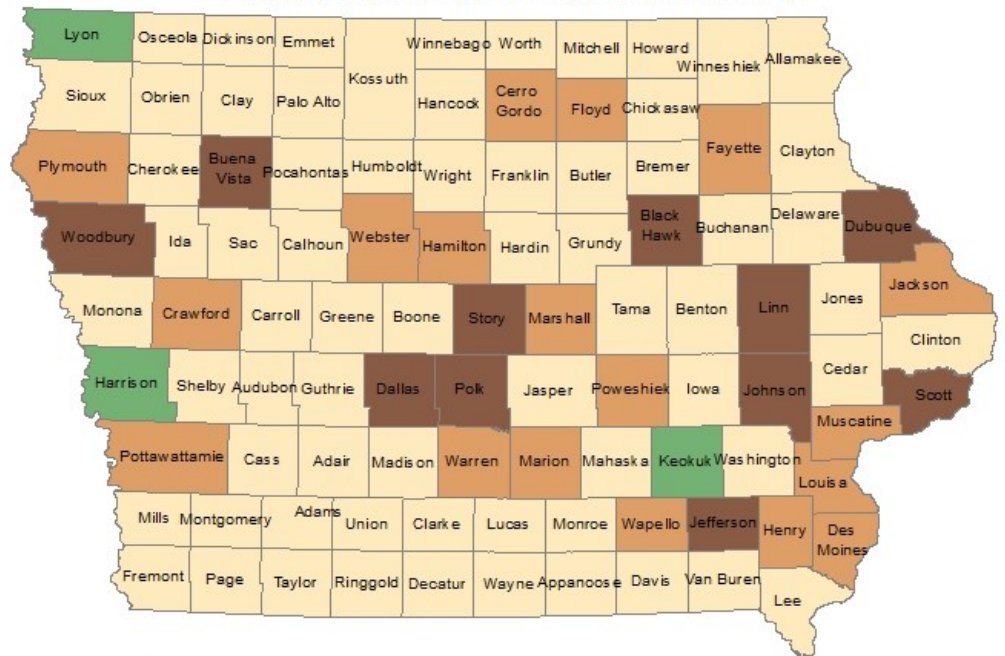 Lyon
Osceola
Dickinson
Emmet
Kossuth
Winnebago
Worth
Mitchell
Howard
Winneshiek
Allamakee
Sioux
Obrien
Clay
Palo Alto
Hancock
Cerro
Gordo
Floyd
Chickasaw
Plymouth
Cherokee
Buena
Vista
Pocahontas
Humboldt
Wright
Franklin
Butler
Bremer
Fayette
Clayton
Woodbury
Ida
Sac
Calhoun
Webster
Hamilton
Hardin
Grundy
Black
Hawk
Buchanan
Delaware
Dubuque
Monona
Crawford
Carroll
Greene
Boone
Story
Marshall
Tama
Benton
Linn
Jones
Jackson
Clinton
Harrison
Shelby
Audubon
Guthrie
Dallas
Polk
Jasper
Poweshiek
Iowa
Johnson
Cedar
Scott
Muscatine
Pottawattamie
Cass
Adair
Madison
Warren
Marion
Mahaska
Keokuk
Washington
Louisa
Mills
Montgomery
Adams
Union
Clarke
Lucas
Monroe
Wapello
Jefferson
Henry
Des
Moines
Fremont
Page
Taylor
Ringgold
Decatur
Wayne
Appanoose
Davis
Van Buren
Lee